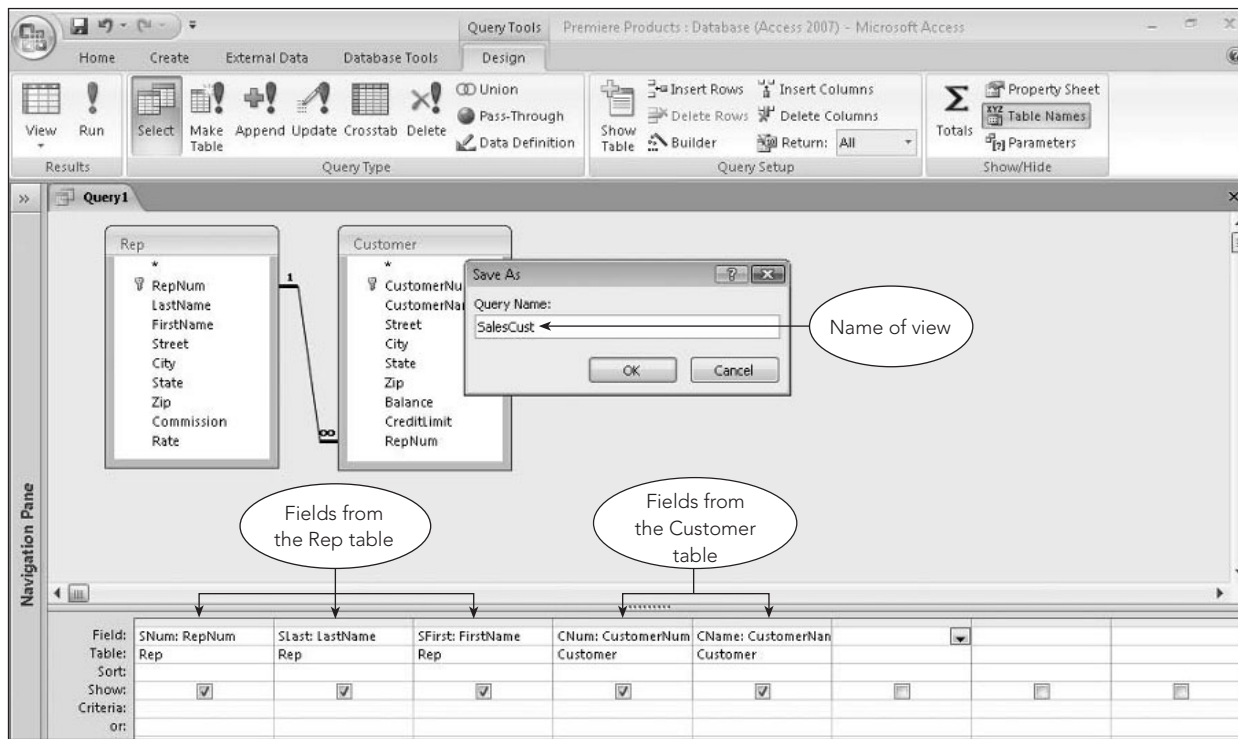 Query Tools
Premiere Products : Database (Access 2007) - Microsoft Access
Home
Create
External Data
Database Tools
Design
View
Run
Results
Select
Make Table
Append
Update
Crosstab
Delete
Union
Pass-Through
Data Definition
Query Type
Show Table
Insert Rows
Delete Rows
Builder
Insert Columns
Delete Columns
Return: All
Query Setup
Totals
Property Sheet
XYZ
Table Names
[?] Parameters
Show/Hide
»
Query1
Rep
*
RepNum
LastName
FirstName
Street
City
State
Zip
Commission
Rate
1
∞
Customer
*
CustomerNu
CustomerNa
Street
City
State
Zip
Balance
CreditLimit
RepNum
Save As
Query Name:
SalesCust
OK
Cancel
Name of view
Fields from
the Rep table
Fields from
the Customer
table
Navigation Pane
Field: SNum: RepNum SLast: LastName SFirst: FirstName CNum: CustomerNum CName: CustomerNan
Table: Rep Rep Rep Customer Customer
Sort:
Show:
Criteria:
or: